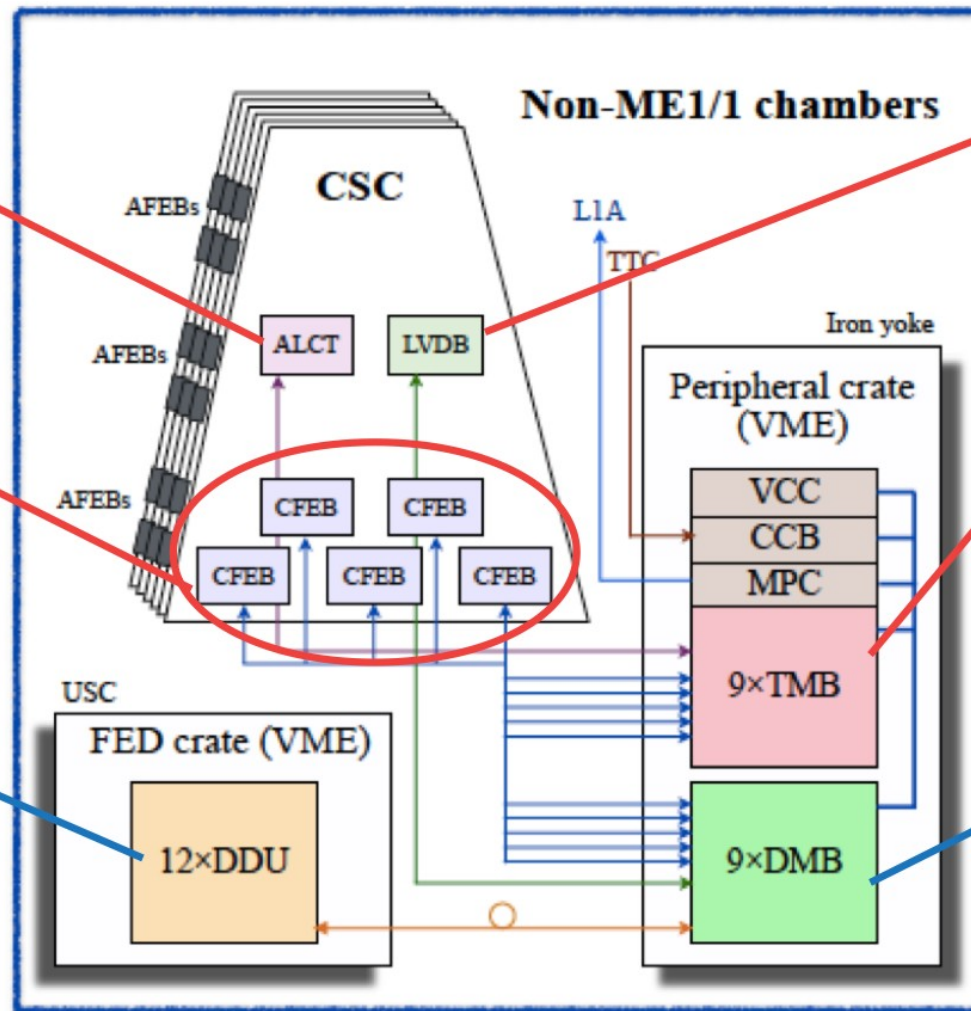 Non-ME1/1 chambers
CSC
AFEBs
L1A
TTC
Iron yoke
ALCT
LVDB
AFEBs
Peripheral crate
(VME)
AFEBs
CFEB
CFEB
VCC
CCB
CFEB
CFEB
CFEB
MPC
9×TMB
USC
FED crate (VME)
12×DDU
9×DMB